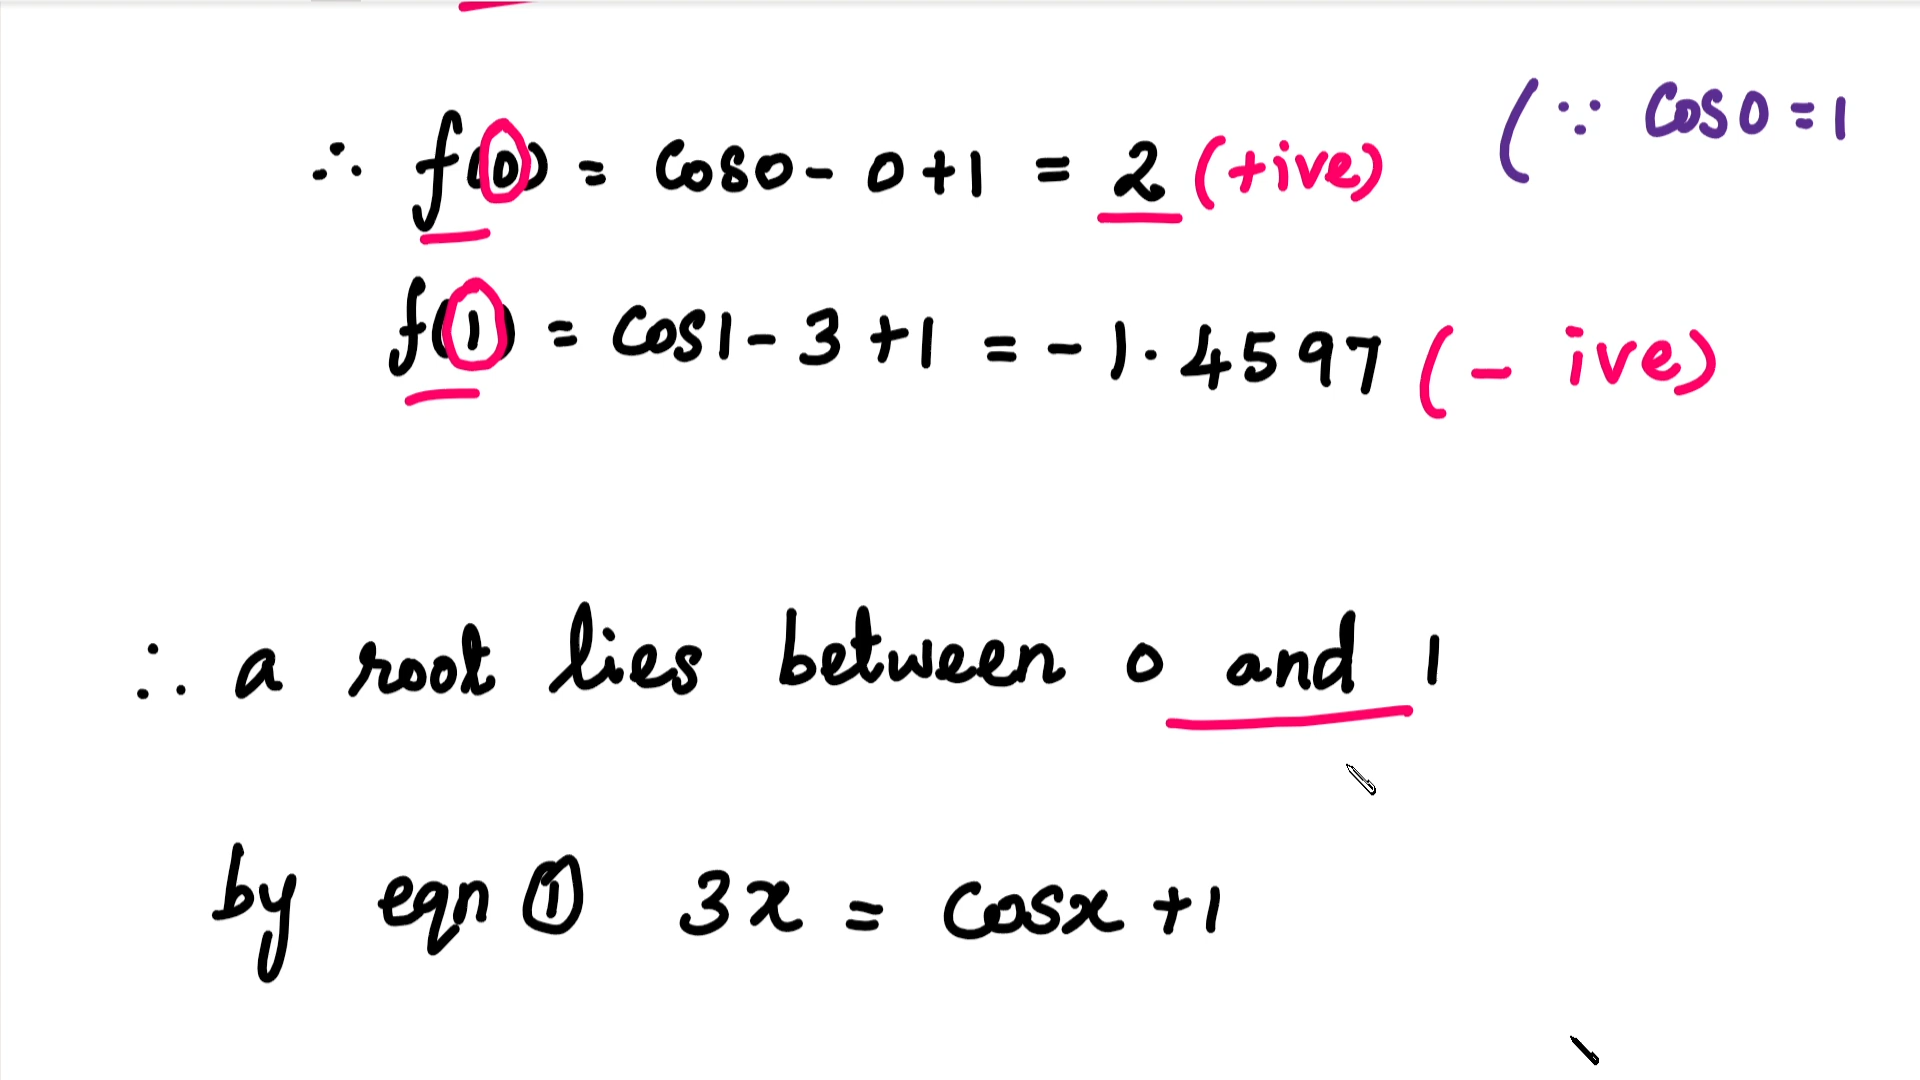 ∴ f(0) = cos0 - 0 + 1 = 2 (+ive) (∵ cos0 = 1
f(1) = cos1 - 3 + 1 = -1.4597 (- ive)
∴ a root lies between 0 and 1
by eqn ① 3x = cosx + 1